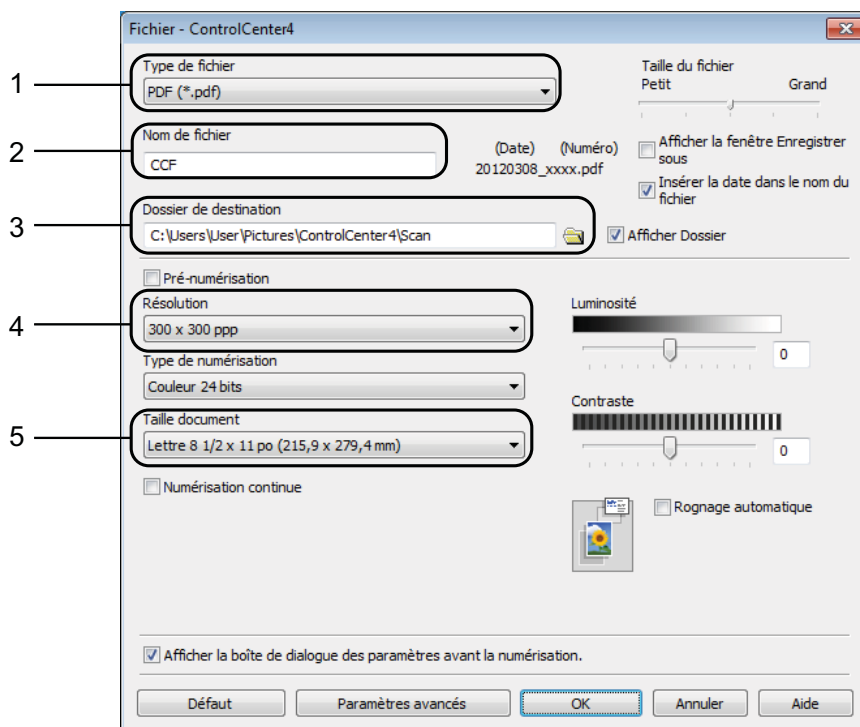 Fichier - ControlCenter4
1
Type de fichier
PDF (*.pdf)
Taille du fichier
Petit Grand
2
Nom de fichier
CCF
(Date) (Numéro)
20120308_xxxx.pdf
Afficher la fenêtre Enregistrer
sous
Insérer la date dans le nom du
fichier
3
Dossier de destination
C:\Users\User\Pictures\ControlCenter4\Scan
Afficher Dossier
Pré-numérisation
4
Résolution
300 x 300 ppp
Luminosité
0
Type de numérisation
Couleur 24 bits
Contraste
0
5
Taille document
Lettre 8 1/2 x 11 po (215,9 x 279,4 mm)
Numérisation continue
Rognage automatique
Afficher la boîte de dialogue des paramètres avant la numérisation.
Défaut Paramètres avancés OK Annuler Aide